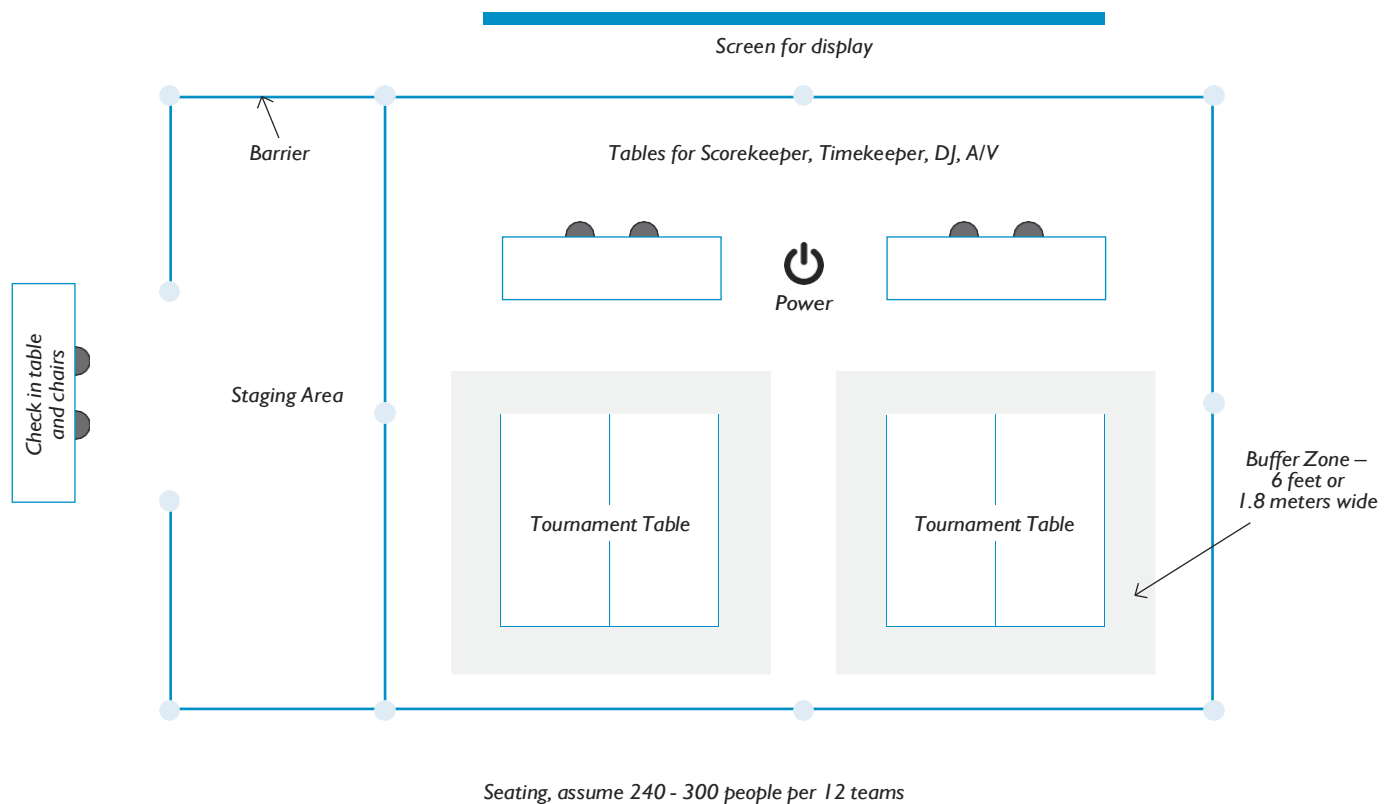 Screen for display
Barrier
Tables for Scorekeeper, Timekeeper, DJ, A/V
Power
Check in table
and chairs
Staging Area
Buffer Zone –
6 feet or
1.8 meters wide
Tournament Table
Tournament Table
Seating, assume 240 - 300 people per 12 teams